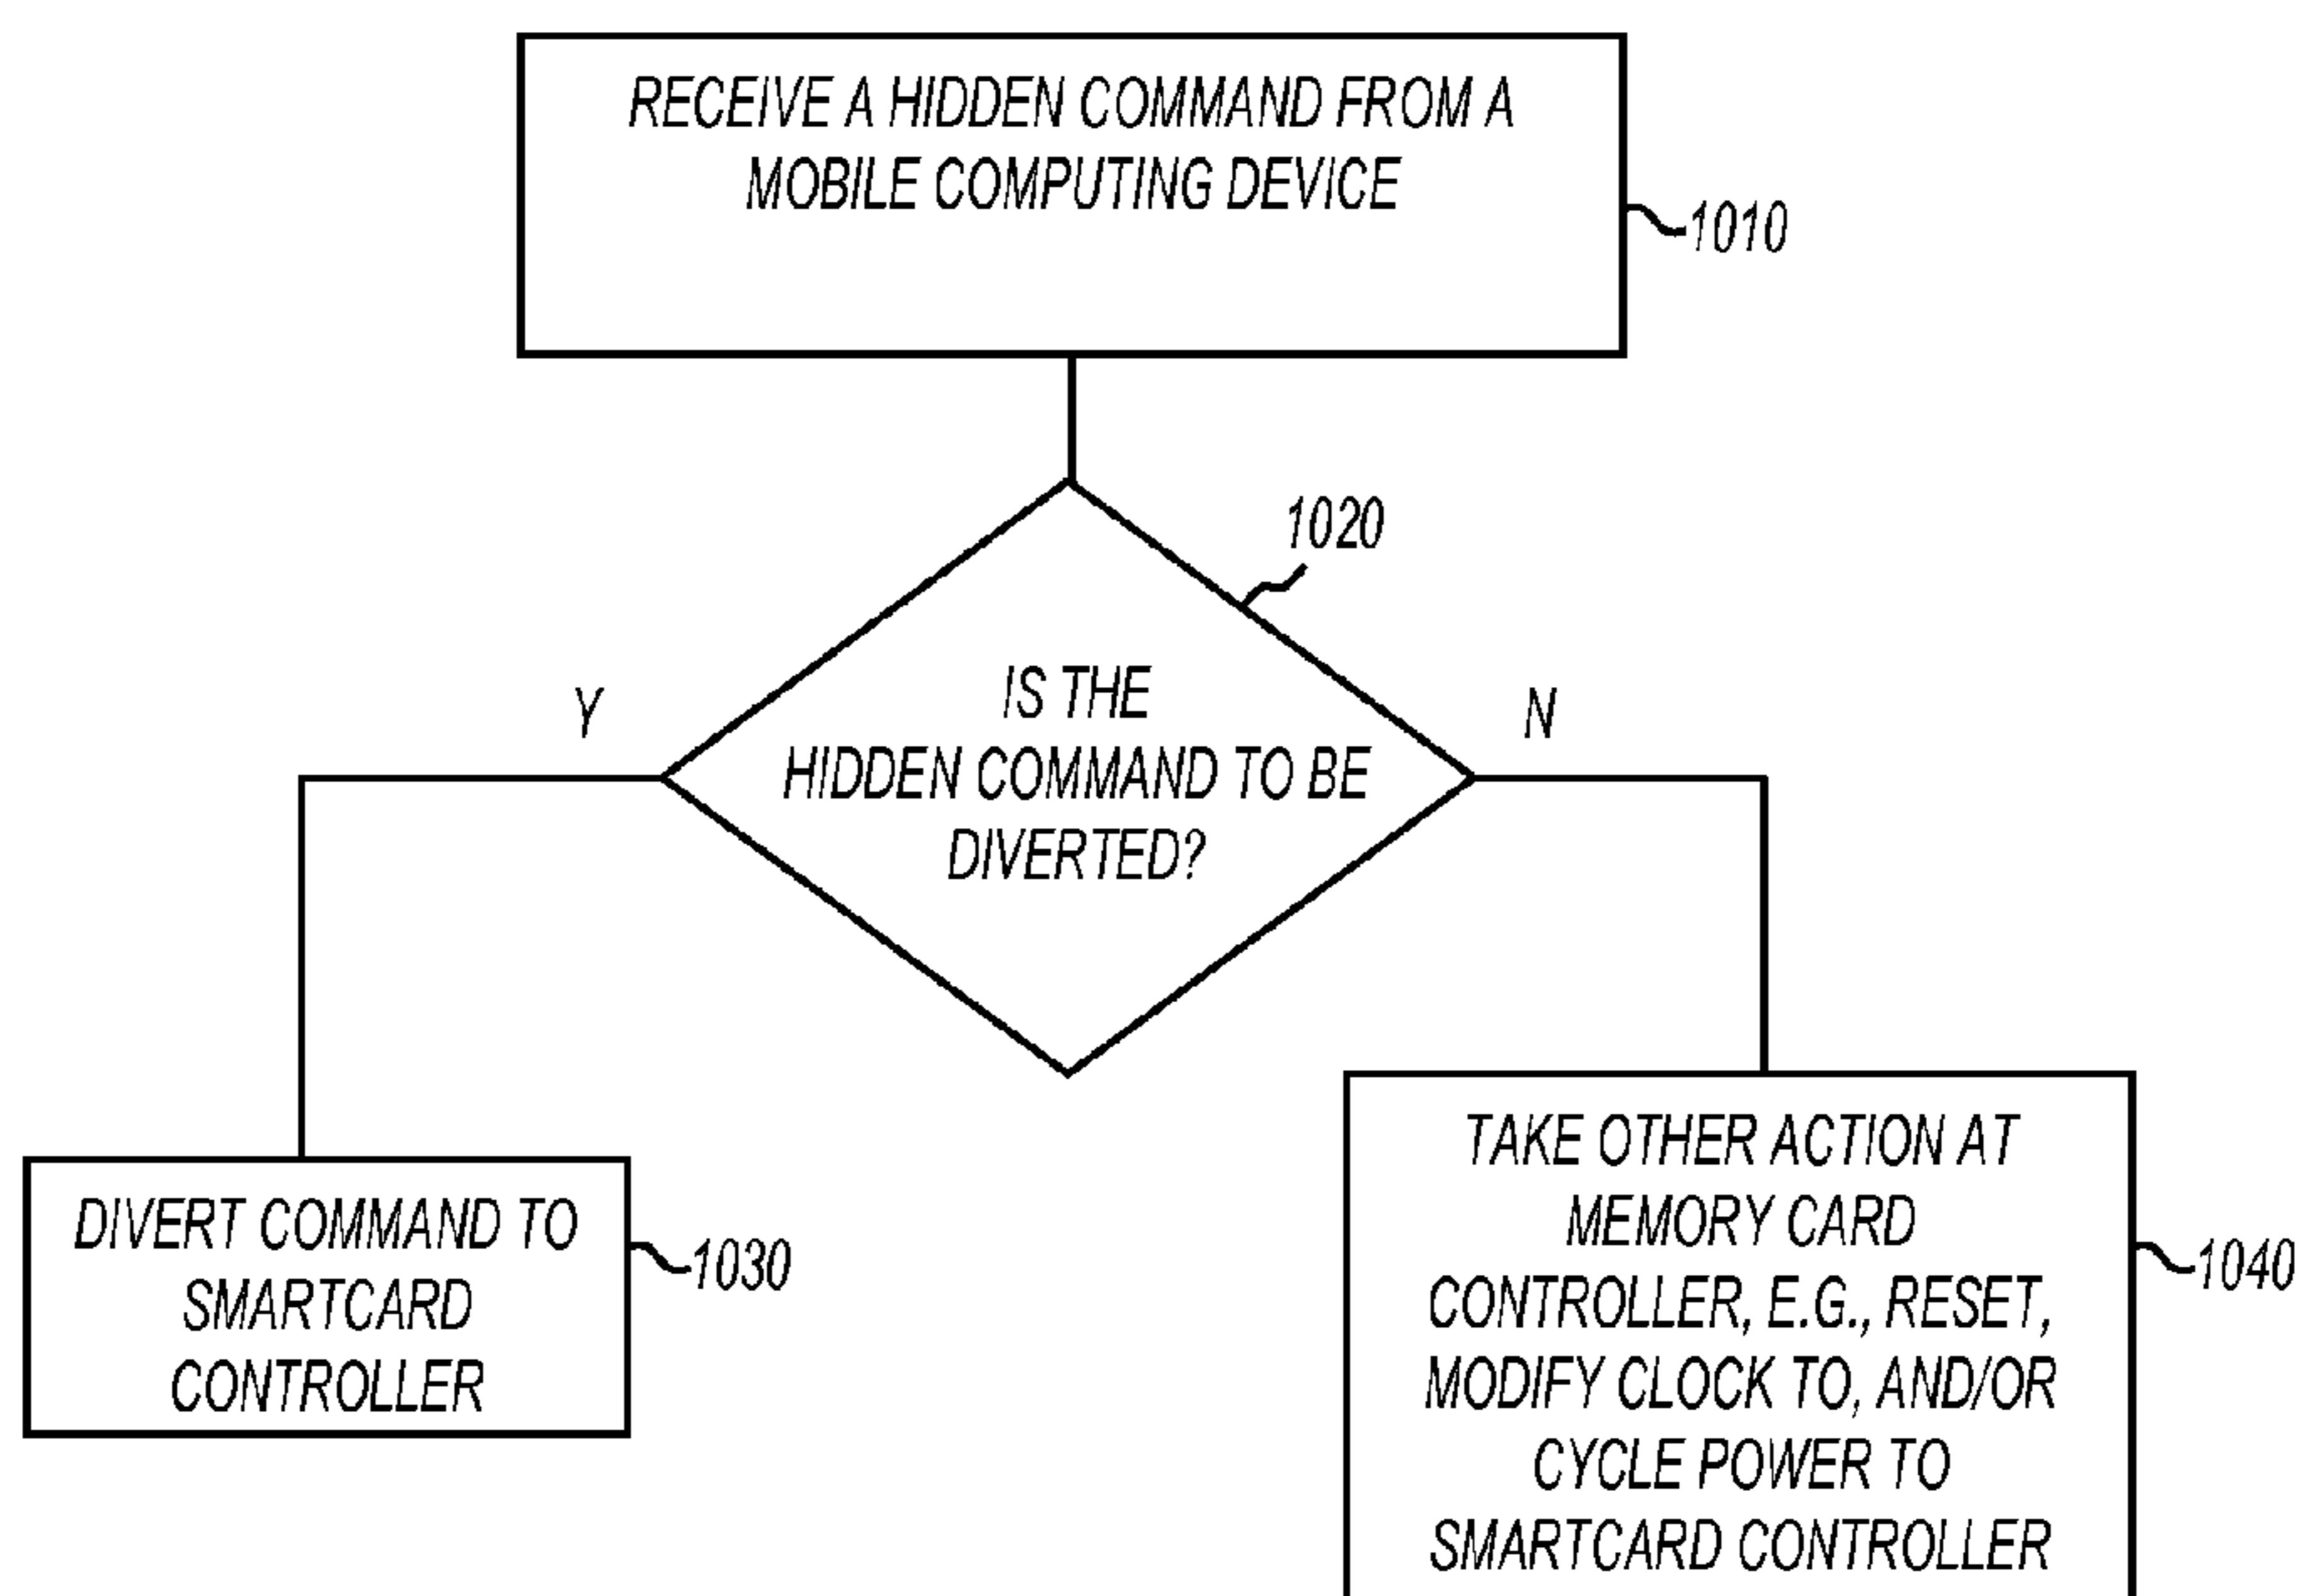 RECEIVE A HIDDEN COMMAND FROM A
MOBILE COMPUTING DEVICE
1010
1020
IS THE
HIDDEN COMMAND TO BE
DIVERTED?
Y
N
DIVERT COMMAND TO
SMARTCARD
CONTROLLER
1030
TAKE OTHER ACTION AT
MEMORY CARD
CONTROLLER, E.G., RESET,
MODIFY CLOCK TO, AND/OR
CYCLE POWER TO
SMARTCARD CONTROLLER
1040